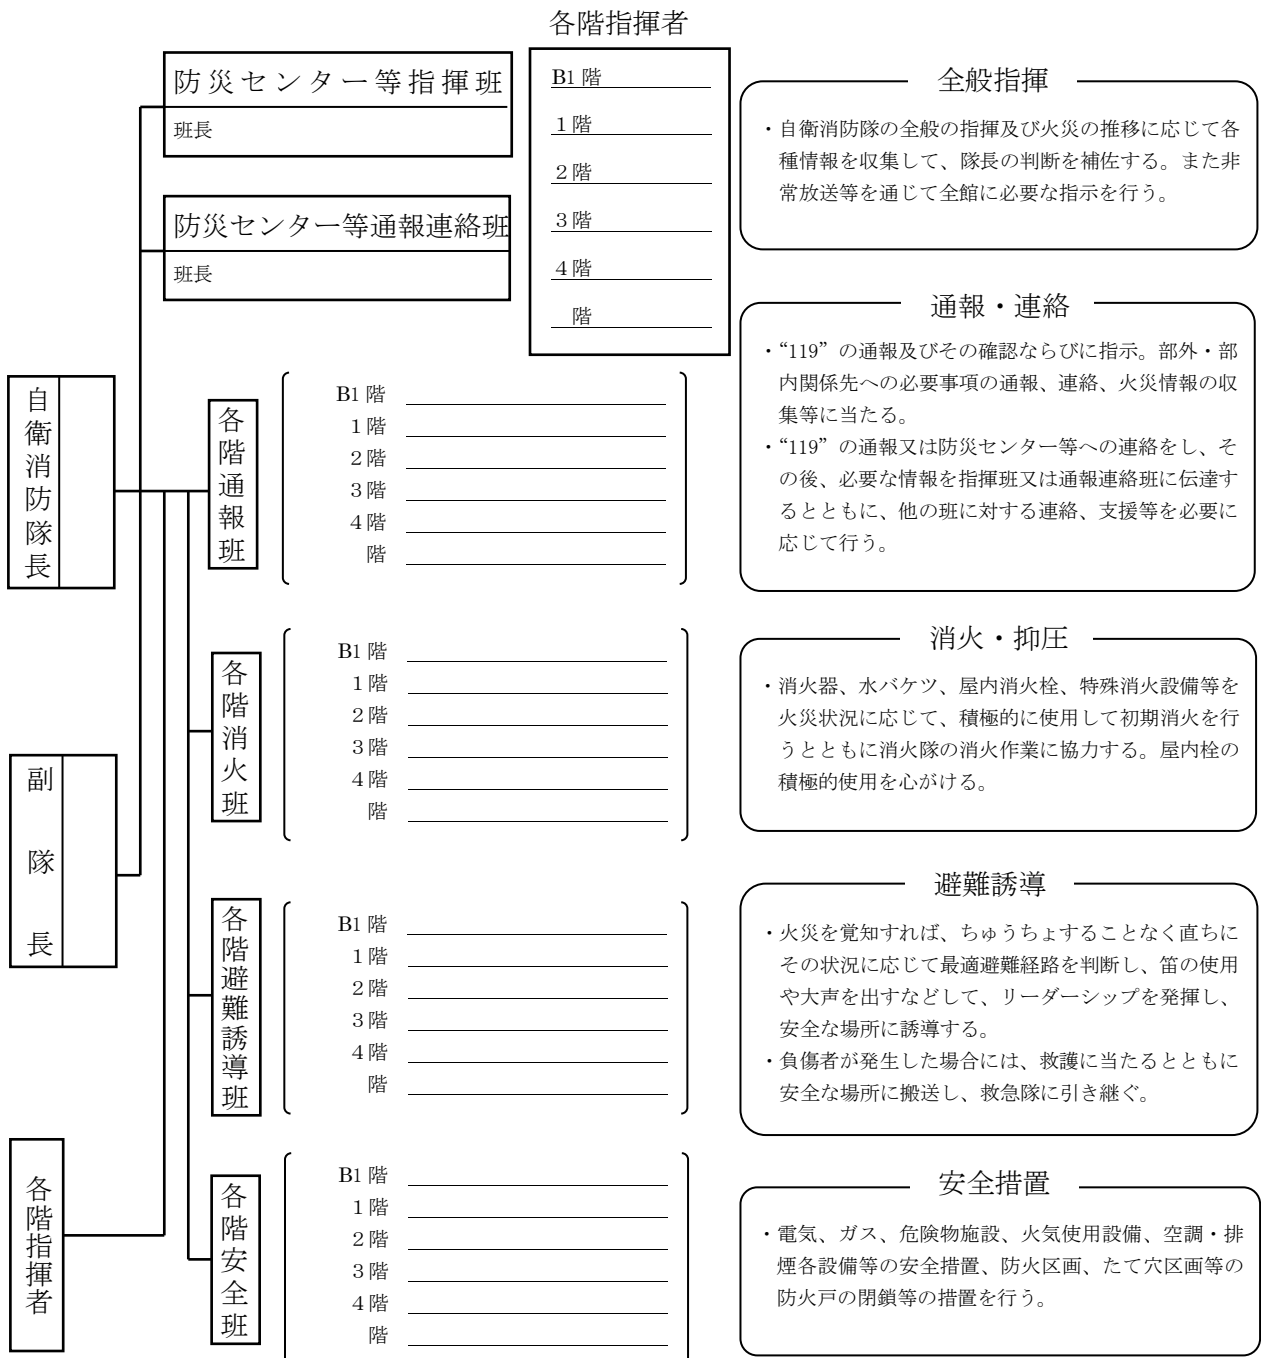 各階指揮者
防災センター等指揮班
班長
防災センター等通報連絡班
班長
B1 階
1 階
2 階
3 階
4 階
階
全般指揮
・自衛消防隊の全般の指揮及び火災の推移に応じて各
種情報を収集して、隊長の判断を補佐する。また非
常放送等を通じて全館に必要な指示を行う。
通報・連絡
・“119”の通報及びその確認ならびに指示。部外・部
内関係先への必要事項の通報、連絡、火災情報の収
集等に当たる。
・“119”の通報又は防災センター等への連絡をし、そ
の後、必要な情報を指揮班又は通報連絡班に伝達す
るとともに、他の班に対する連絡、支援等を必要に
応じて行う。
自衛消防隊長
各階通報班
B1 階
1 階
2 階
3 階
4 階
階
各階消火班
B1 階
1 階
2 階
3 階
4 階
階
消火・抑圧
・消火器、水バケツ、屋内消火栓、特殊消火設備等を
火災状況に応じて、積極的に使用して初期消火を行
うとともに消火隊の消火作業に協力する。屋内栓の
積極的使用を心がける。
副隊長
各階避難誘導班
B1 階
1 階
2 階
3 階
4 階
階
避難誘導
・火災を覚知すれば、ちゅうちょすることなく直ちに
その状況に応じて最適避難経路を判断し、笛の使用
や大声を出すなどして、リーダーシップを発揮し、
安全な場所に誘導する。
・負傷者が発生した場合には、救護に当たるとともに
安全な場所に搬送し、救急隊に引き継ぐ。
各階指揮者
各階安全班
B1 階
1 階
2 階
3 階
4 階
階
安全措置
・電気、ガス、危険物施設、火気使用設備、空調・排
煙各設備等の安全措置、防火区画、たて穴区画等の
防火戸の閉鎖等の措置を行う。